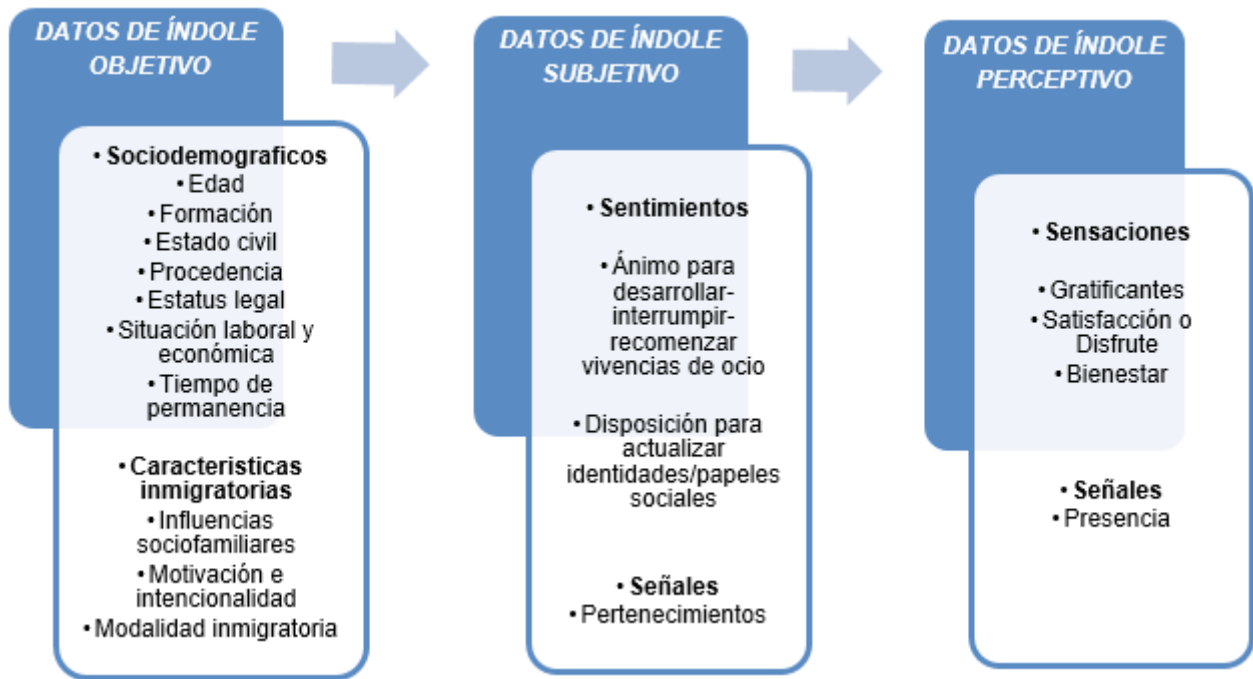 DATOS DE ÍNDOLE
OBJETIVO
• Sociodemograficos
• Edad
• Formación
• Estado civil
• Procedencia
• Estatus legal
• Situación laboral y
económica
• Tiempo de
permanencia
• Caracteristicas
inmigratorias
• Influencias
sociofamiliares
• Motivación e
intencionalidad
• Modalidad inmigratoria
DATOS DE ÍNDOLE
SUBJETIVO
• Sentimientos
• Ánimo para
desarrollar-
interrumpir-
recomenzar
vivencias de ocio
• Disposición para
actualizar
identidades/papeles
sociales
• Señales
• Pertenecimientos
DATOS DE ÍNDOLE
PERCEPTIVO
• Sensaciones
• Gratificantes
• Satisfacción o
Disfrute
• Bienestar
• Señales
• Presencia